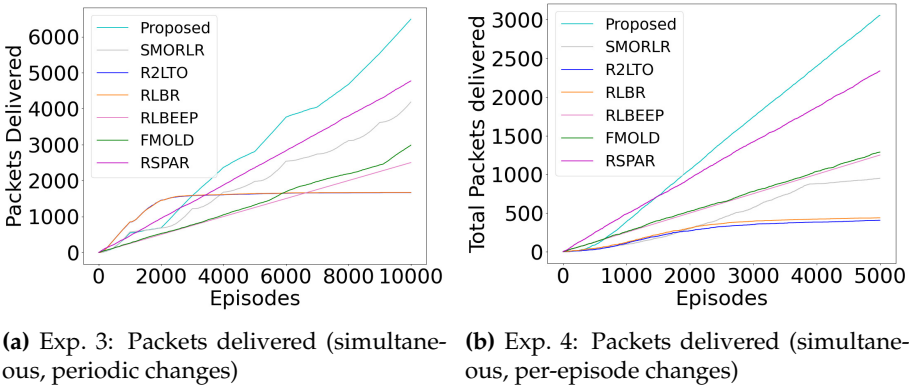 Packets Delivered
6000
5000
4000
3000
2000
1000
0
Proposed
SMORLR
R2LTO
RLBR
RLBEEP
FMOLD
RSPAR
0 2000 4000 6000 8000 10000
Episodes
Total Packets delivered
3000
2500
2000
1500
1000
500
0
Proposed
SMORLR
R2LTO
RLBR
RLBEEP
FMOLD
RSPAR
0 1000 2000 3000 4000 5000
Episodes
(a) Exp. 3: Packets delivered (simultane-
ous, periodic changes)
(b) Exp. 4: Packets delivered (simultane-
ous, per-episode changes)